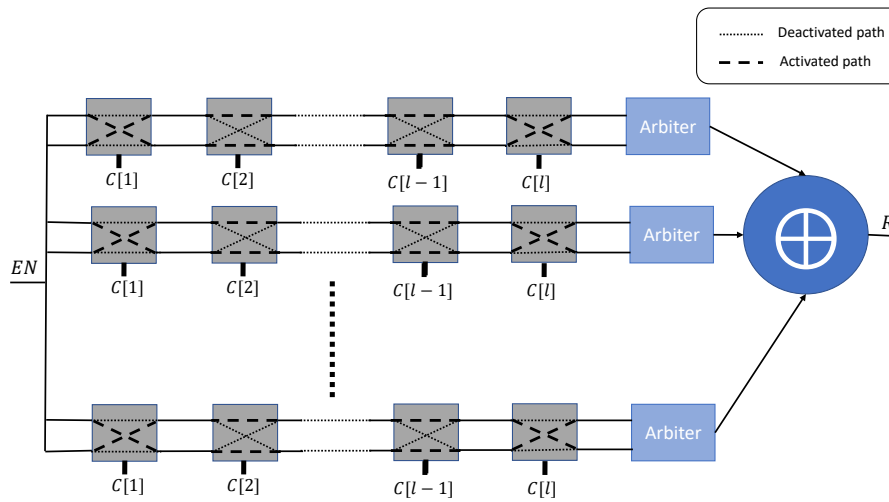 Deactivated path
Activated path
Arbiter
C[1] C[2] C[l − 1] C[l]
R
Arbiter
EN
C[1] C[2] C[l − 1] C[l]
Arbiter
C[1] C[2] C[l − 1] C[l]